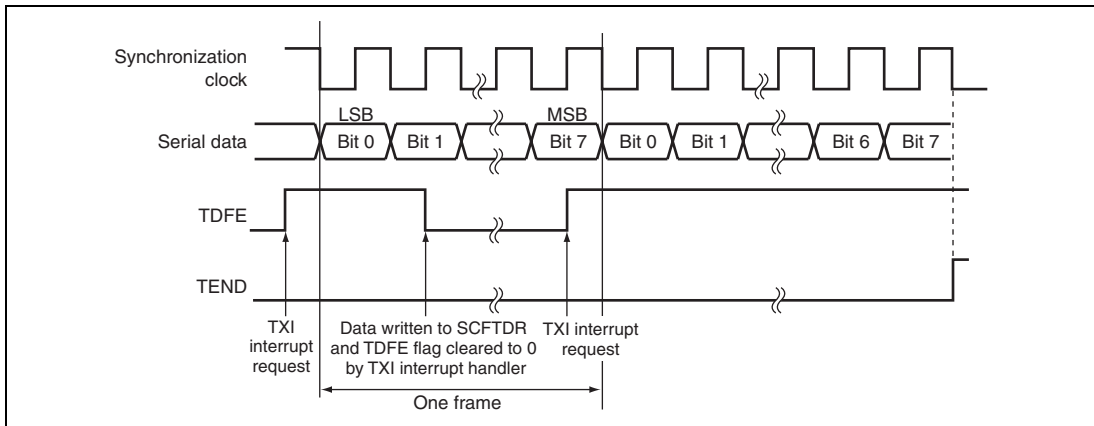 Synchronization
clock
LSB
MSB
Serial data
Bit 0
Bit 1
Bit 7
Bit 0
Bit 1
Bit 6
Bit 7
TDFE
TEND
TXI
interrupt
request
Data written to SCFTDR
and TDFE flag cleared to 0
by TXI interrupt handler
TXI interrupt
request
One frame